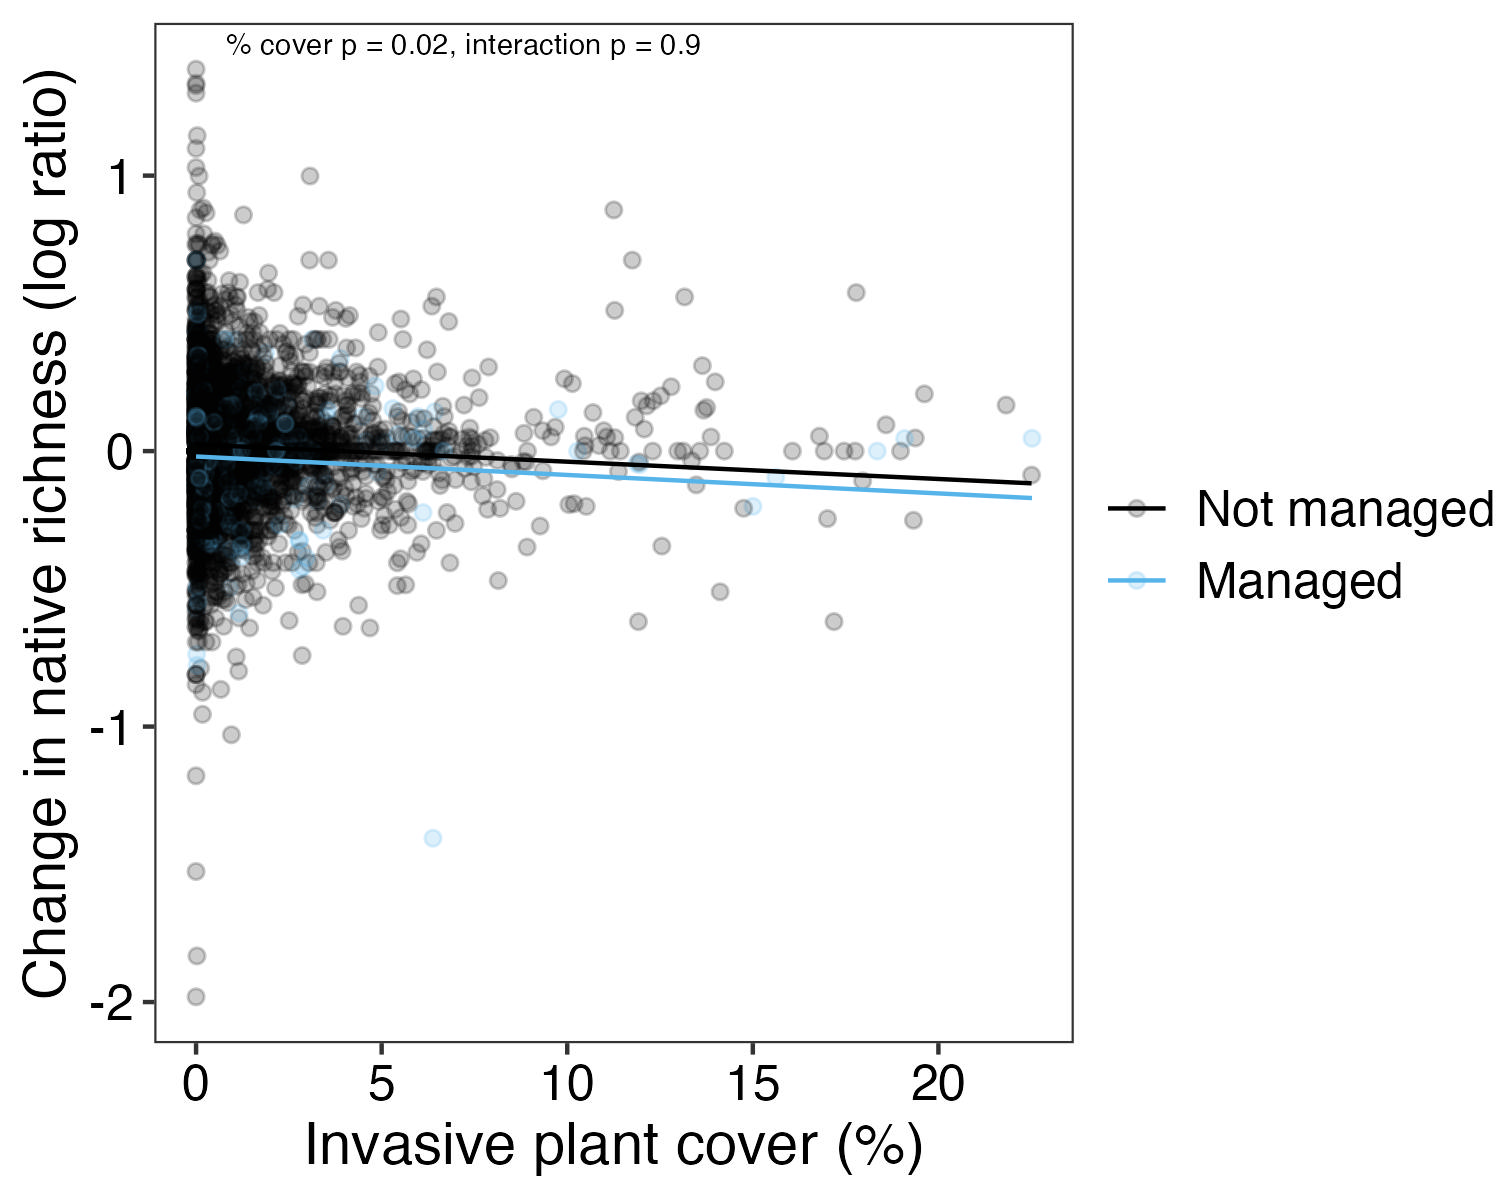 % cover p = 0.02, interaction p = 0.9
Change in native richness (log ratio)
1
0
-1
-2
0 5 10 15 20
Invasive plant cover (%)
Not managed
Managed